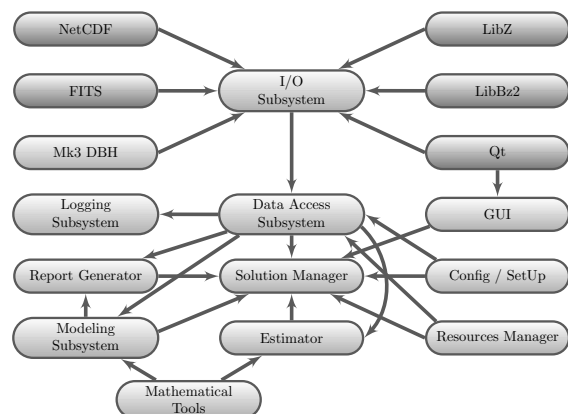 NetCDF
LibZ
I/O
Subsystem
FITS
LibBz2
Mk3 DBH
Qt
Logging
Subsystem
Data Access
Subsystem
GUI
Report Generator
Solution Manager
Config / SetUp
Modeling
Subsystem
Estimator
Resources Manager
Mathematical
Tools